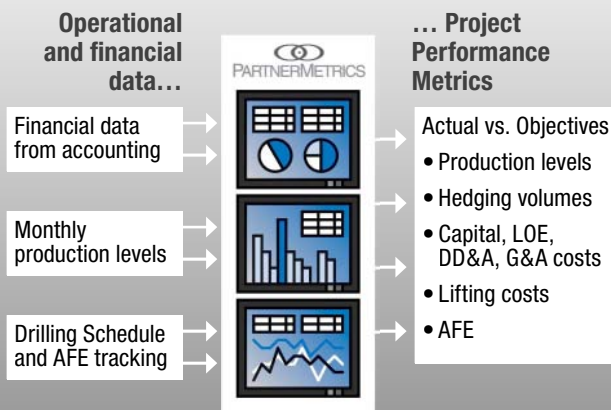 Operational
and financial
data…
PARTNERMETRICS
… Project
Performance
Metrics
Financial data
from accounting
Monthly
production levels
Drilling Schedule
and AFE tracking
Actual vs. Objectives
• Production levels
• Hedging volumes
• Capital, LOE,
DD&A, G&A costs
• Lifting costs
• AFE